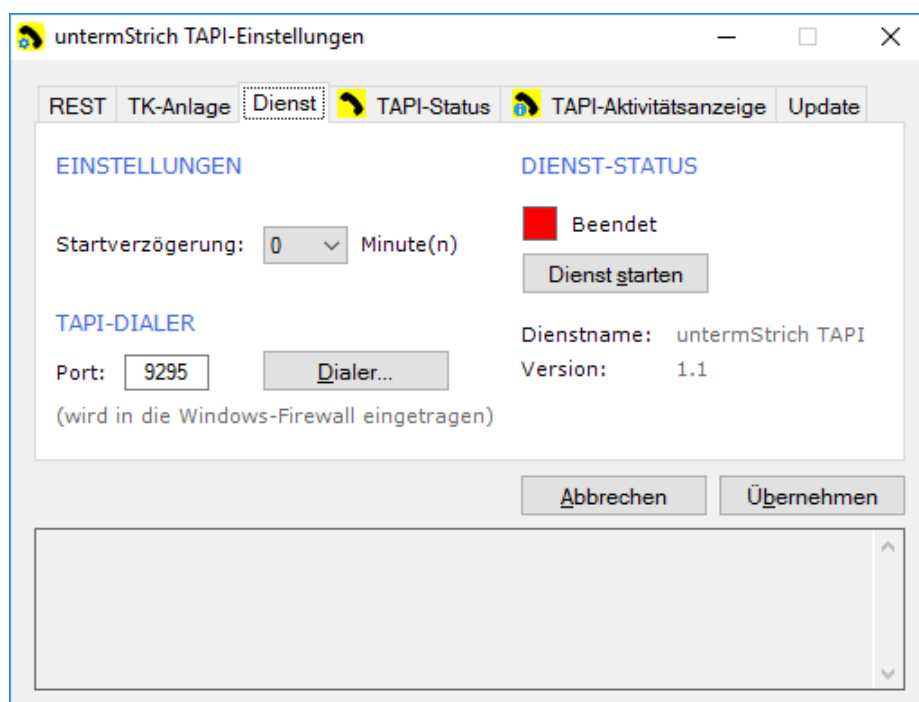 untermStrich TAPI-Einstellungen
REST TK-Anlage Dienst TAPI-Status TAPI-Aktivitätsanzeige Update
EINSTELLUNGEN
Startverzögerung: 0 Minute(n)
TAPI-DIALER
Port: 9295 Dialer...
(wird in die Windows-Firewall eingetragen)
DIENST-STATUS
Beendet
Dienst starten
Dienstname: untermStrich TAPI
Version: 1.1
Abbrechen Übernehmen